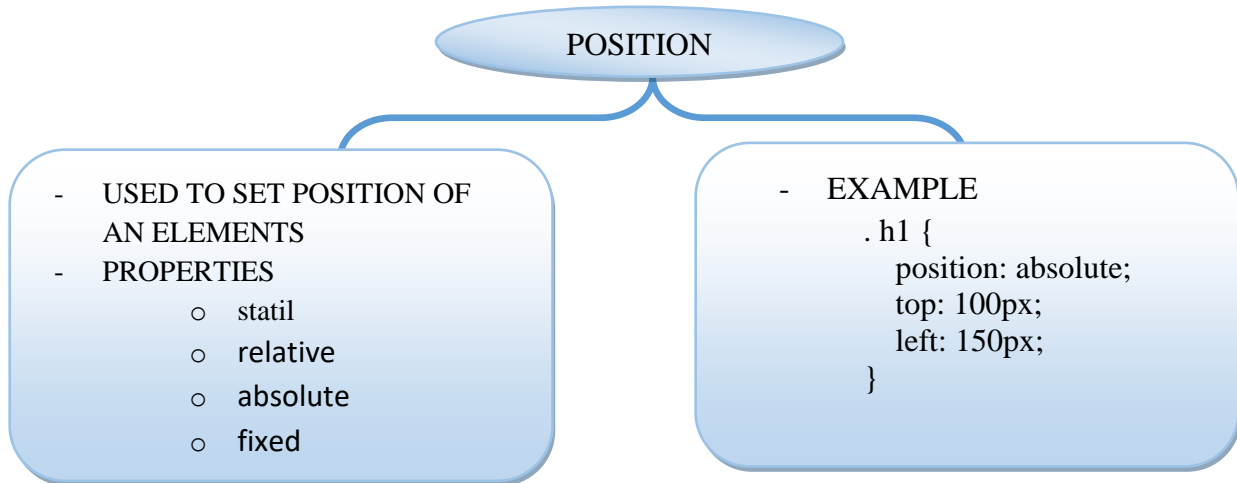 POSITION
- USED TO SET POSITION OF
AN ELEMENTS
- PROPERTIES
o statil
o relative
o absolute
o fixed
- EXAMPLE
. h1 {
position: absolute;
top: 100px;
left: 150px;
}